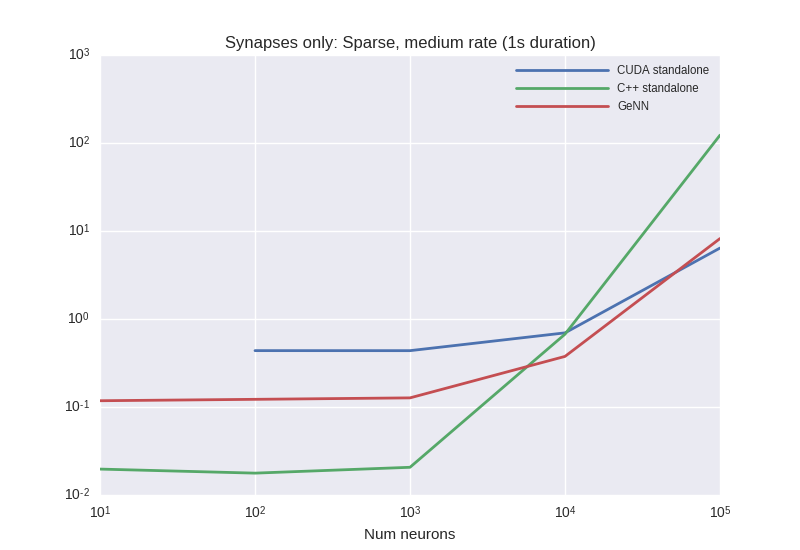 Synapses only: Sparse, medium rate (1s duration)
10³
CUDA standalone
C++ standalone
GeNN
10²
10¹
10⁰
10⁻¹
10⁻²
10¹ 10² 10³ 10⁴ 10⁵
Num neurons